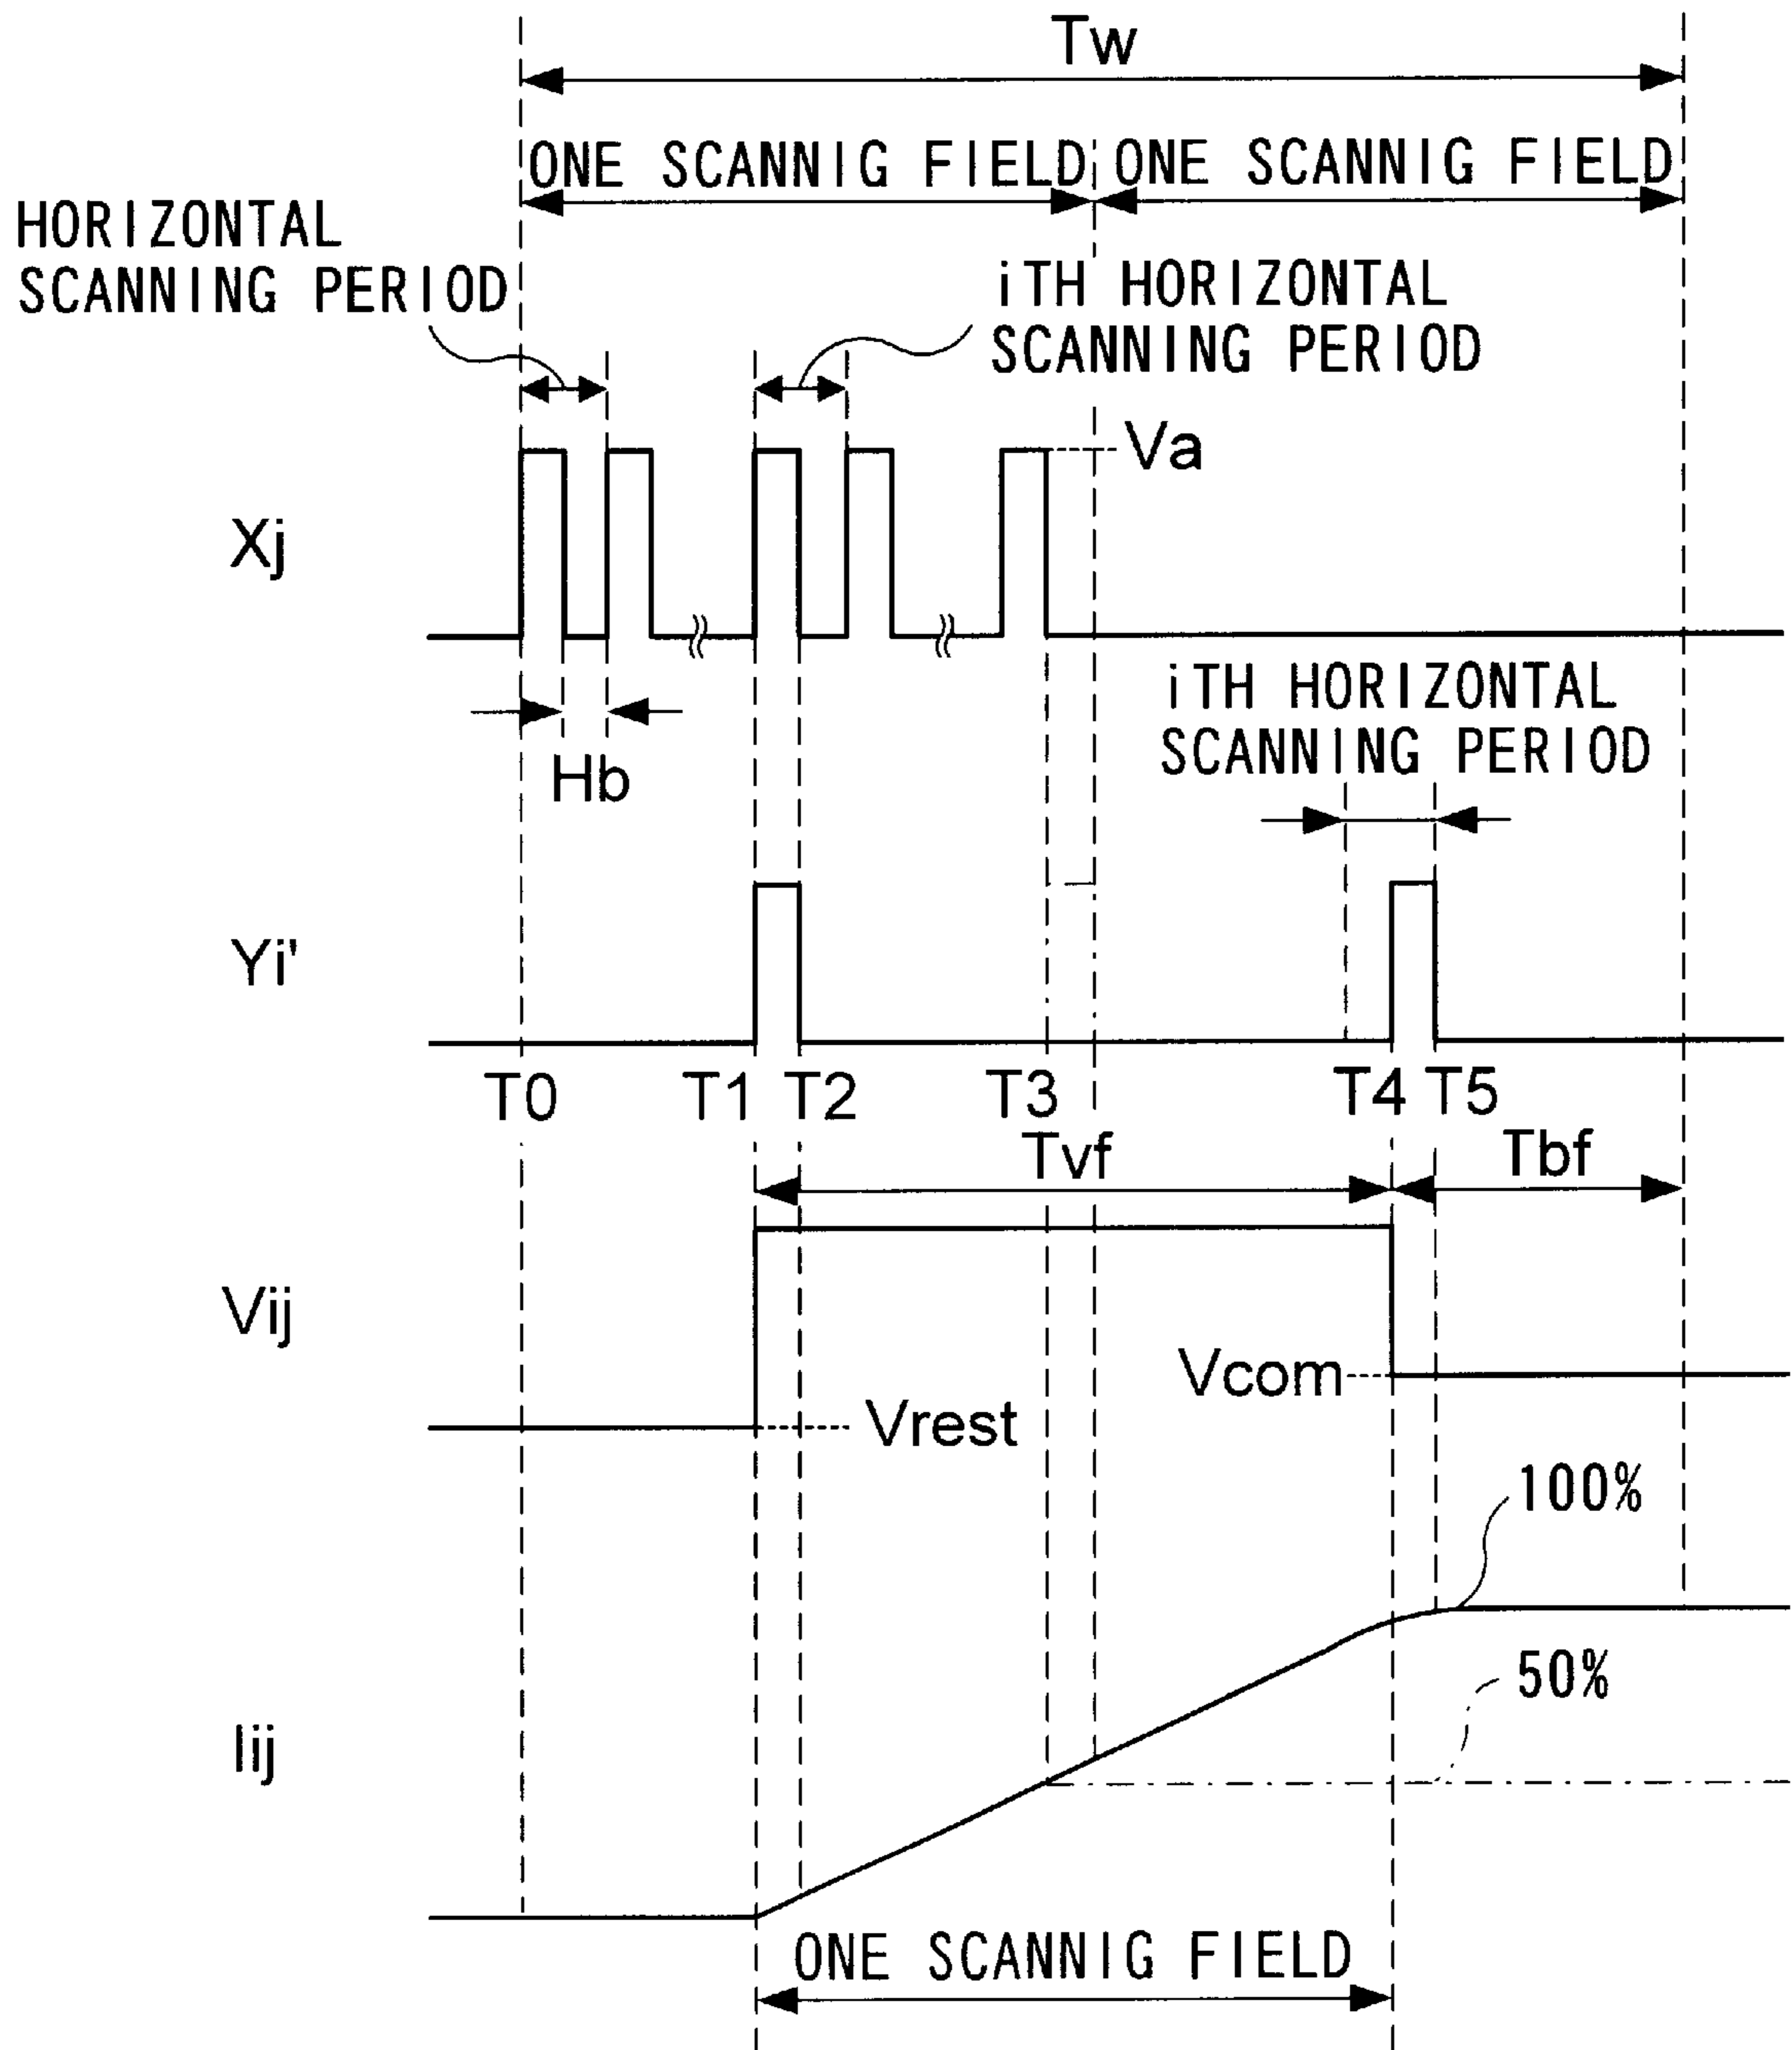 Tw
ONE SCANNIG FIELD ONE SCANNIG FIELD
HORIZONTAL
SCANNING PERIOD
iTH HORIZONTAL
SCANNING PERIOD
Va
Xj
iTH HORIZONTAL
SCANNING PERIOD
Hb
Yi'
T0 T1 T2 T3 T4 T5
Tvf Tbf
Vij
Vcom
Vrest
100%
50%
Iij
ONE SCANNIG FIELD